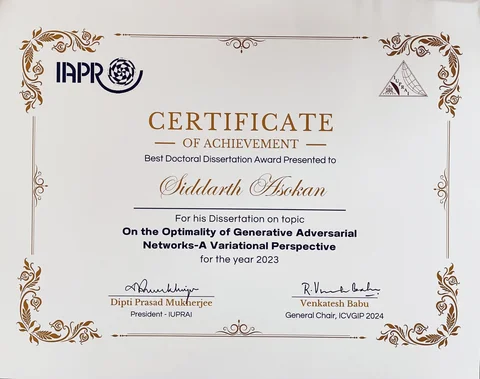 IAPR
CERTIFICATE
OF ACHIEVEMENT
Best Doctoral Dissertation Award Presented to
Siddarth Asokan
For his Dissertation on topic
On the Optimality of Generative Adversarial
Networks-A Variational Perspective
for the year 2023
R. Venkatesh Babu
Dipti Prasad Mukherjee
Venkatesh Babu
President - IUPRAI
General Chair, ICVGIP 2024